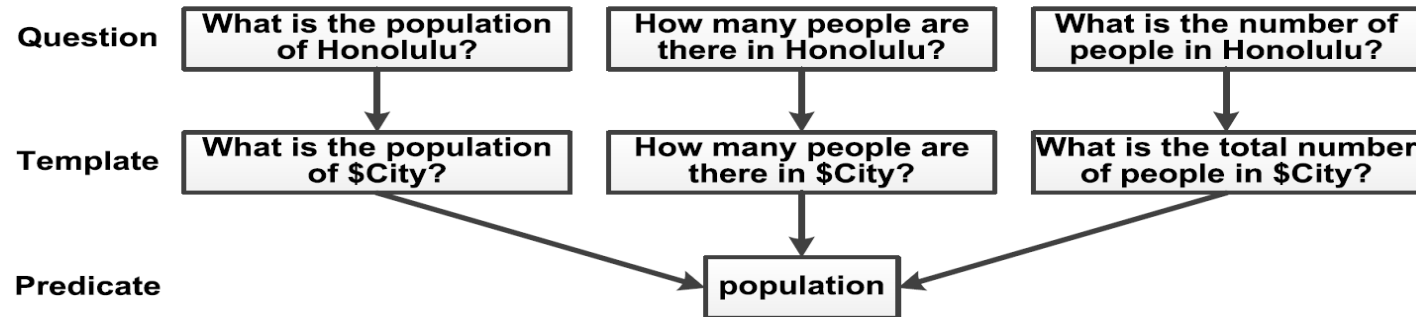 Question
What is the population
of Honolulu?
How many people are
there in Honolulu?
What is the number of
people in Honolulu?
Template
What is the population
of $City?
How many people are
there in $City?
What is the total number
of people in $City?
Predicate
population